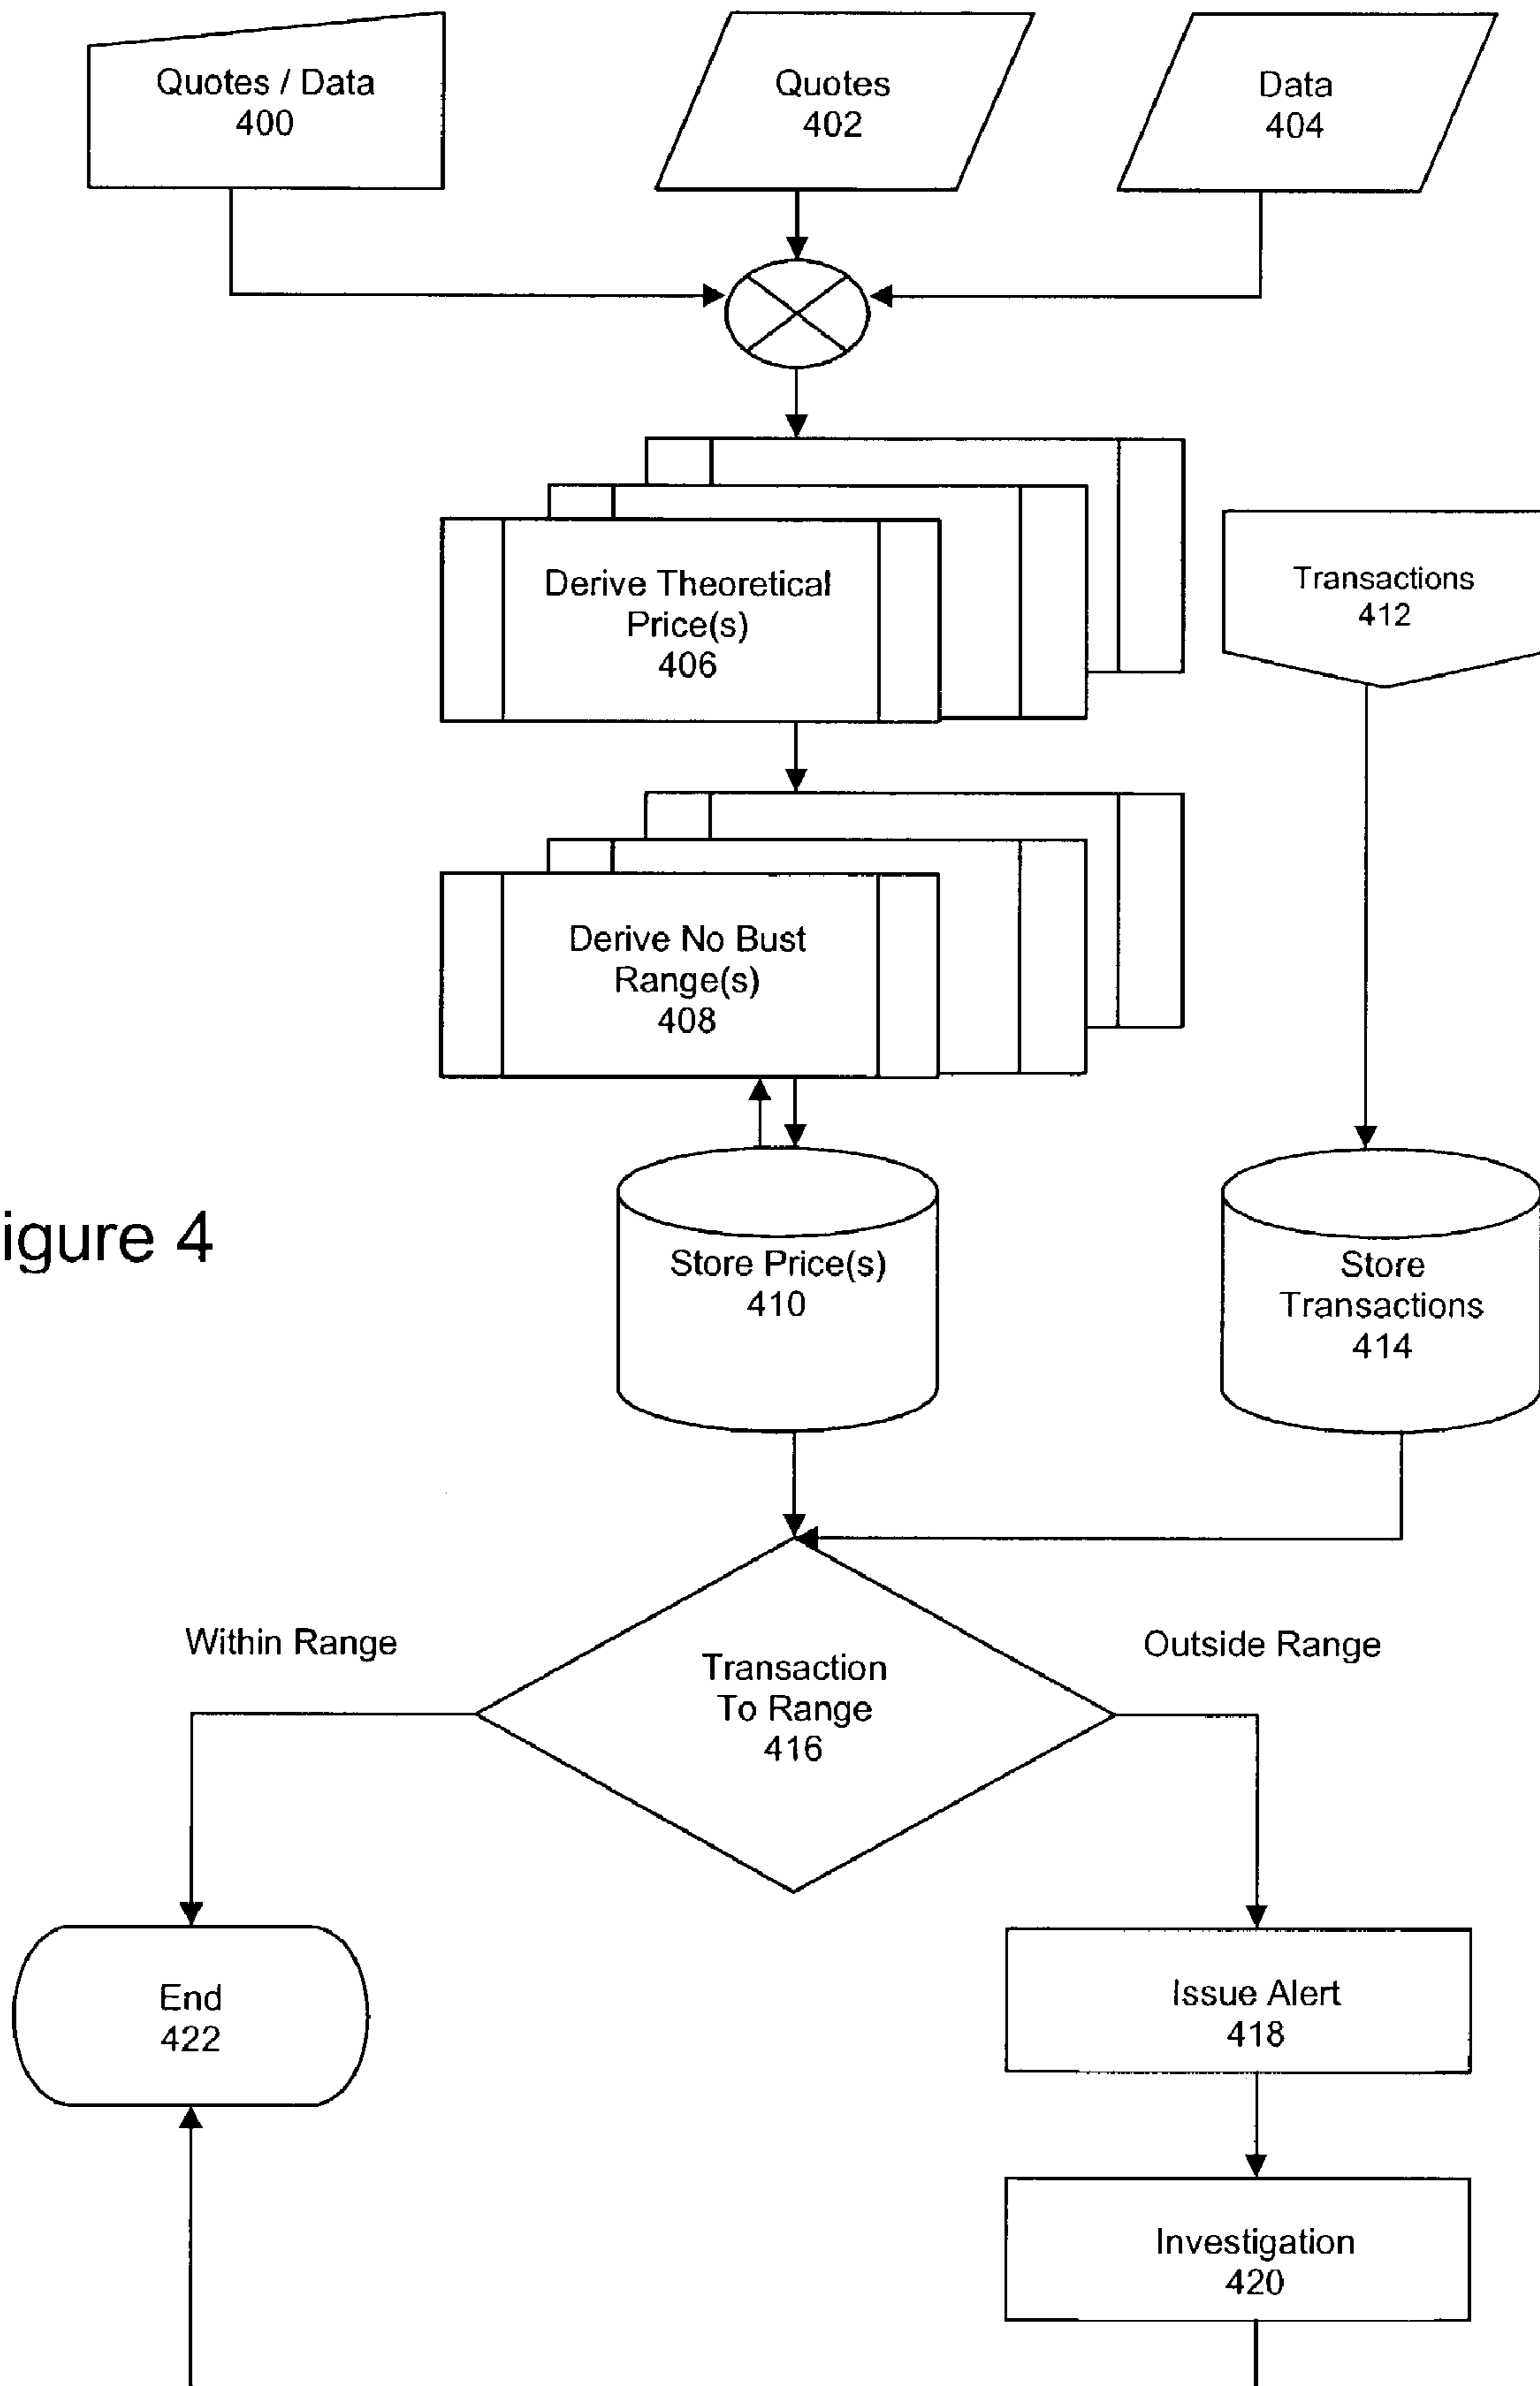 Quotes / Data
400
Quotes
402
Data
404
Derive Theoretical
Price(s)
406
Transactions
412
Derive No Bust
Range(s)
408
igure 4
Store Price(s)
410
Store
Transactions
414
Within Range
Outside Range
Transaction
To Range
416
End
422
Issue Alert
418
Investigation
420